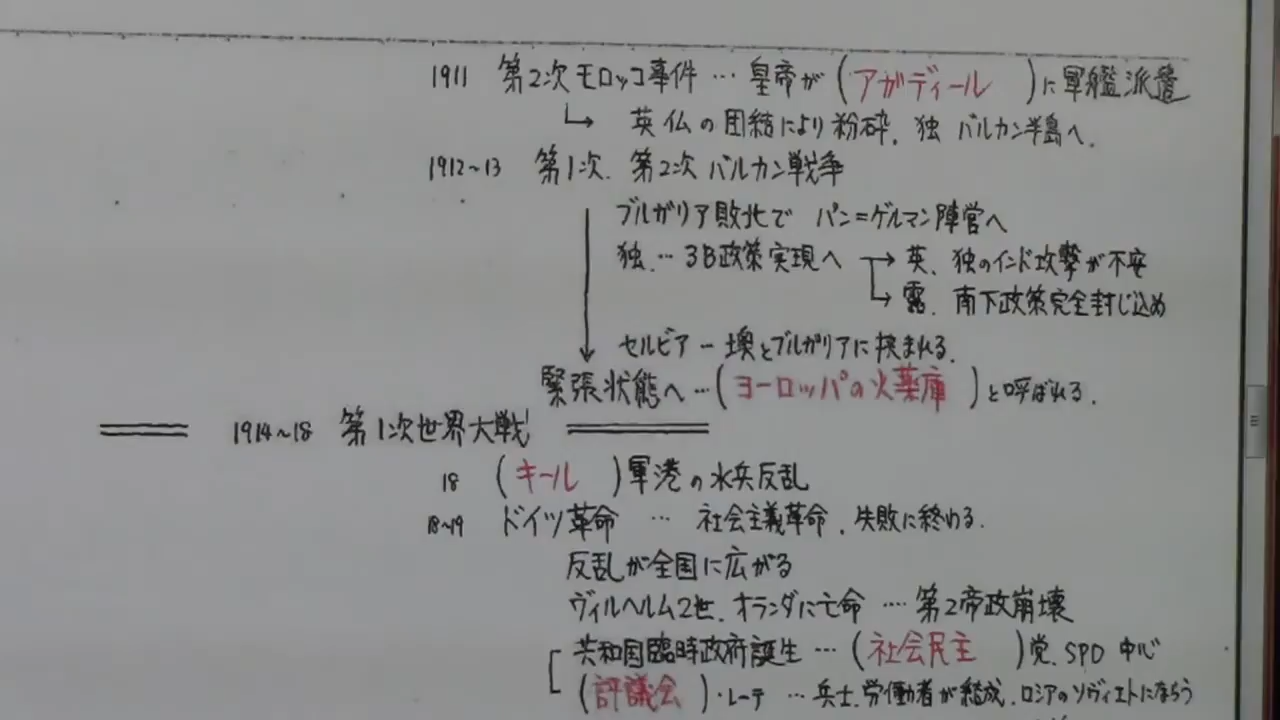 1911 第2次モロッコ事件 … 皇帝が(アガディール)に軍艦派遣
英仏の団結により粉砕. 独 バルカン半島へ.
1912~13 第1次. 第2次 バルカン戦争
ブルガリア敗北で パン=ゲルマン陣営へ
独. … 3B政策実現へ → 英. 独のインド攻撃が不安
→ 露. 南下政策完全封じ込め
セルビア ー 墺とブルガリアに挟まれる.
緊張状態へ …(ヨーロッパの火薬庫)と呼ばれる.
1914~18 第1次世界大戦
18 (キール)軍港の水兵反乱
18~19 ドイツ革命 … 社会主義革命. 失敗に終わる.
反乱が全国に広がる
ヴィルヘルム2世. オランダに亡命 …. 第2帝政崩壊
共和国臨時政府誕生 … (社会民主)党. SPD 中心
(評議会)・レーテ … 兵士. 労働者が結成. ロシアのソヴィエトにならう